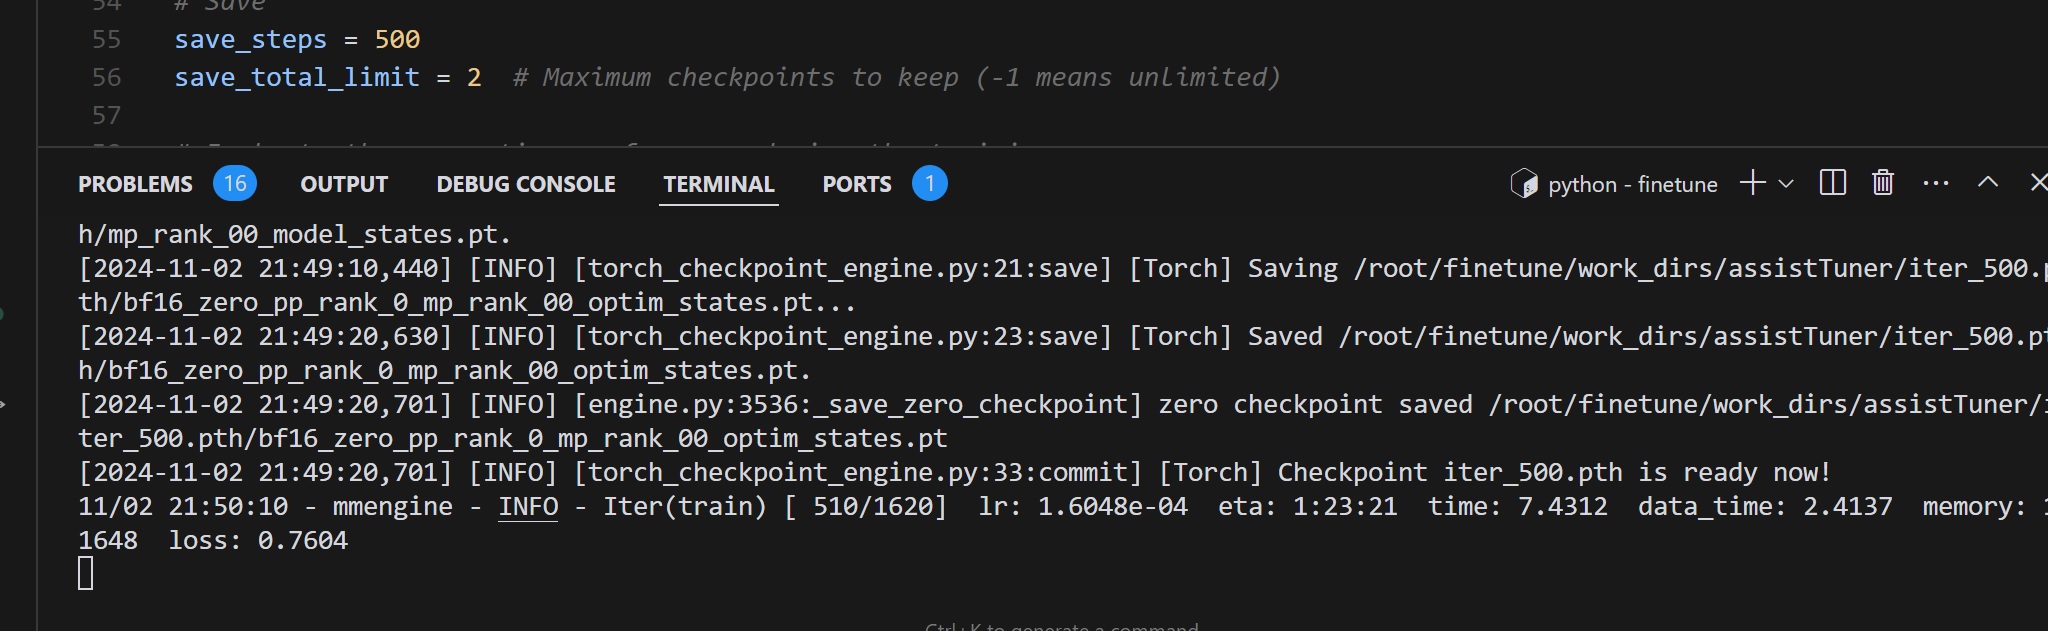 54 # Save
55 save_steps = 500
56 save_total_limit = 2  # Maximum checkpoints to keep (-1 means unlimited)
57
PROBLEMS 16 OUTPUT DEBUG CONSOLE TERMINAL PORTS 1 python - finetune
h/mp_rank_00_model_states.pt.
[2024-11-02 21:49:10,440] [INFO] [torch_checkpoint_engine.py:21:save] [Torch] Saving /root/finetune/work_dirs/assistTuner/iter_500.p
th/bf16_zero_pp_rank_0_mp_rank_00_optim_states.pt...
[2024-11-02 21:49:20,630] [INFO] [torch_checkpoint_engine.py:23:save] [Torch] Saved /root/finetune/work_dirs/assistTuner/iter_500.pt
h/bf16_zero_pp_rank_0_mp_rank_00_optim_states.pt.
[2024-11-02 21:49:20,701] [INFO] [engine.py:3536:_save_zero_checkpoint] zero checkpoint saved /root/finetune/work_dirs/assistTuner/i
ter_500.pth/bf16_zero_pp_rank_0_mp_rank_00_optim_states.pt
[2024-11-02 21:49:20,701] [INFO] [torch_checkpoint_engine.py:33:commit] [Torch] Checkpoint iter_500.pth is ready now!
11/02 21:50:10 - mmengine - INFO - Iter(train) [ 510/1620]  lr: 1.6048e-04  eta: 1:23:21  time: 7.4312  data_time: 2.4137  memory: 1
1648  loss: 0.7604
Ctrl+K to generate a command